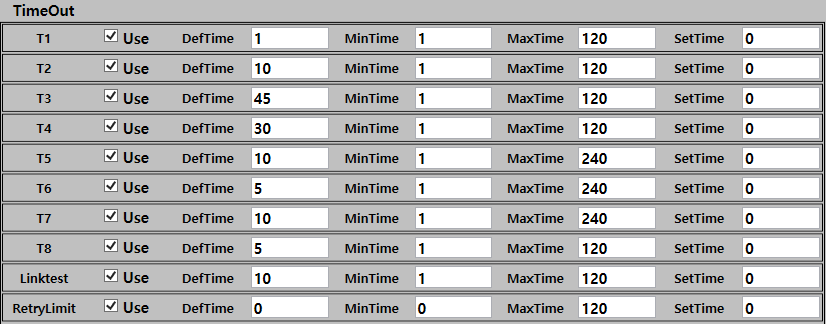 TimeOut
T1 Use DefTime 1 MinTime 1 MaxTime 120 SetTime 0
T2 Use DefTime 10 MinTime 1 MaxTime 120 SetTime 0
T3 Use DefTime 45 MinTime 1 MaxTime 120 SetTime 0
T4 Use DefTime 30 MinTime 1 MaxTime 120 SetTime 0
T5 Use DefTime 10 MinTime 1 MaxTime 240 SetTime 0
T6 Use DefTime 5 MinTime 1 MaxTime 240 SetTime 0
T7 Use DefTime 10 MinTime 1 MaxTime 240 SetTime 0
T8 Use DefTime 5 MinTime 1 MaxTime 120 SetTime 0
Linktest Use DefTime 10 MinTime 1 MaxTime 120 SetTime 0
RetryLimit Use DefTime 0 MinTime 0 MaxTime 120 SetTime 0